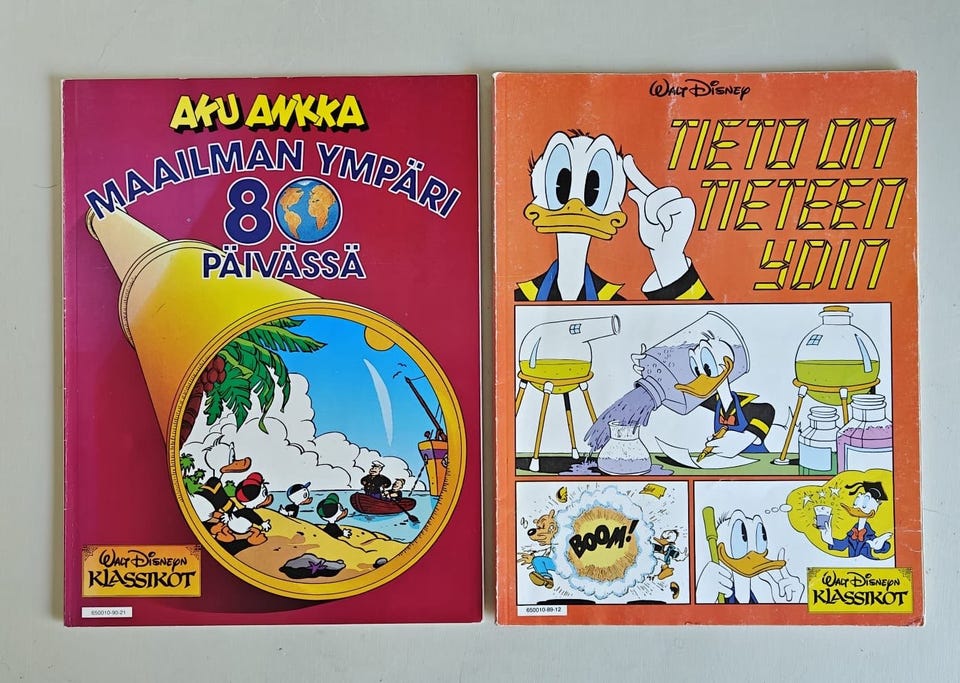 AKU ANKKA
MAAILMAN YMPÄRI
80
PÄIVÄSSÄ
WALT DISNEYN
KLASSIKOT
650010-90-21
WALT DISNEY
TIETO ON
TIETEEN
YDIN
BOOM!
WALT DISNEYN
KLASSIKOT
650010-89-12